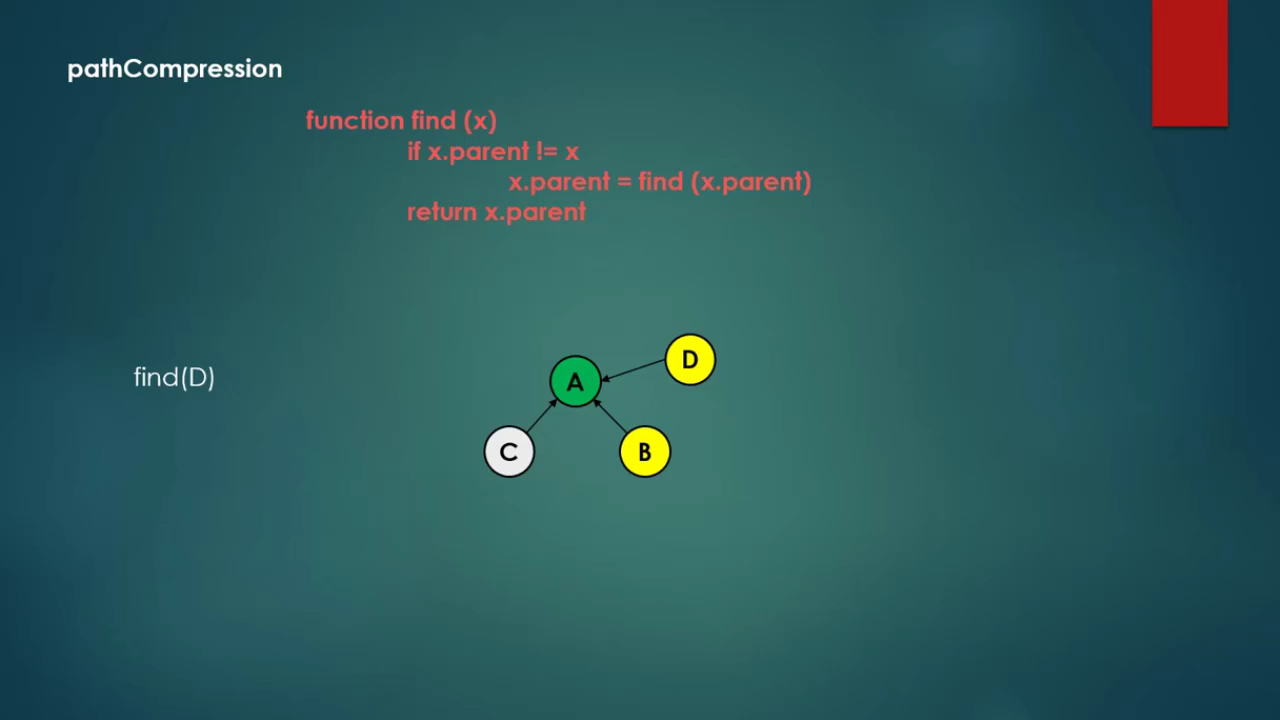 pathCompression
function find (x)
if x.parent != x
x.parent = find (x.parent)
return x.parent
find(D)
D
A
C
B